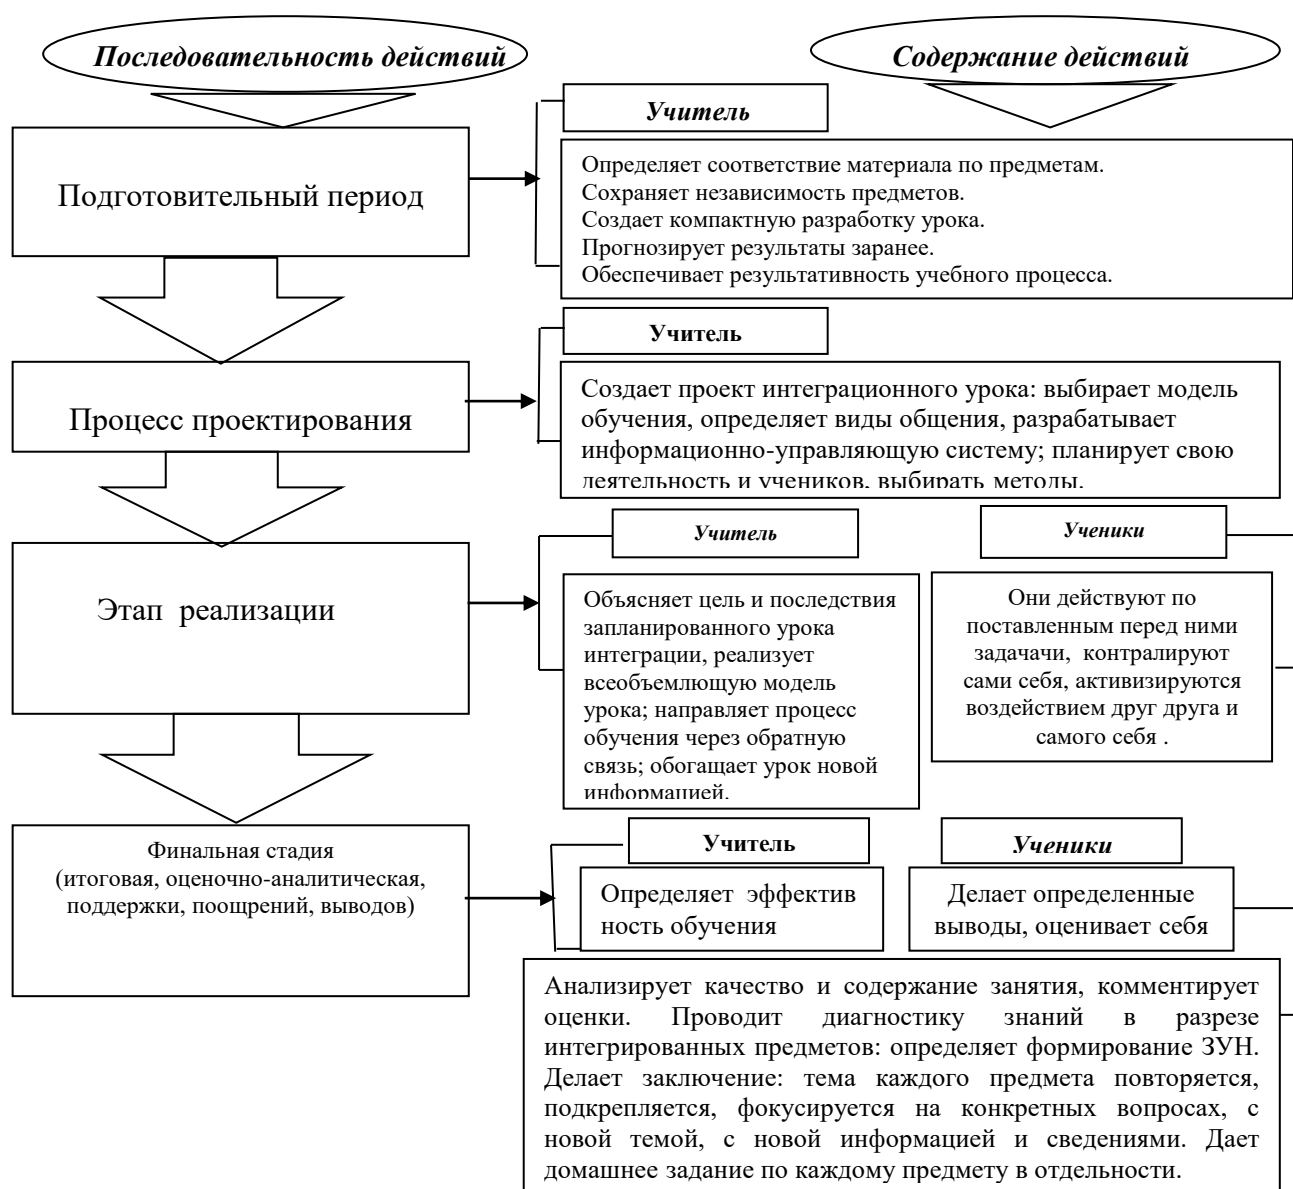 Последовательность действий
Содержание действий
Учитель
Подготовительный период
Определяет соответствие материала по предметам.
Сохраняет независимость предметов.
Создает компактную разработку урока.
Прогнозирует результаты заранее.
Обеспечивает результативность учебного процесса.
Учитель
Процесс проектирования
Создает проект интеграционного урока: выбирает модель
обучения, определяет виды общения, разрабатывает
информационно-управляющую систему; планирует свою
деятельность и учеников, выбирать методы.
Учитель
Ученики
Этап реализации
Объясняет цель и последствия
запланированного урока
интеграции, реализует
всеобъемлющую модель
урока; направляет процесс
обучения через обратную
связь; обогащает урок новой
информацией.
Они действуют по
поставленным перед ними
задачачи, контралируют
сами себя, активизируются
воздействием друг друга и
самого себя .
Финальная стадия
(итоговая, оценочно-аналитическая,
поддержки, поощрений, выводов)
Учитель
Ученики
Определяет эффектив
ность обучения
Делает определенные
выводы, оценивает себя
Анализирует качество и содержание занятия, комментирует
оценки. Проводит диагностику знаний в разрезе
интегрированных предметов: определяет формирование ЗУН.
Делает заключение: тема каждого предмета повторяется,
подкрепляется, фокусируется на конкретных вопросах, с
новой темой, с новой информацией и сведениями. Дает
домашнее задание по каждому предмету в отдельности.